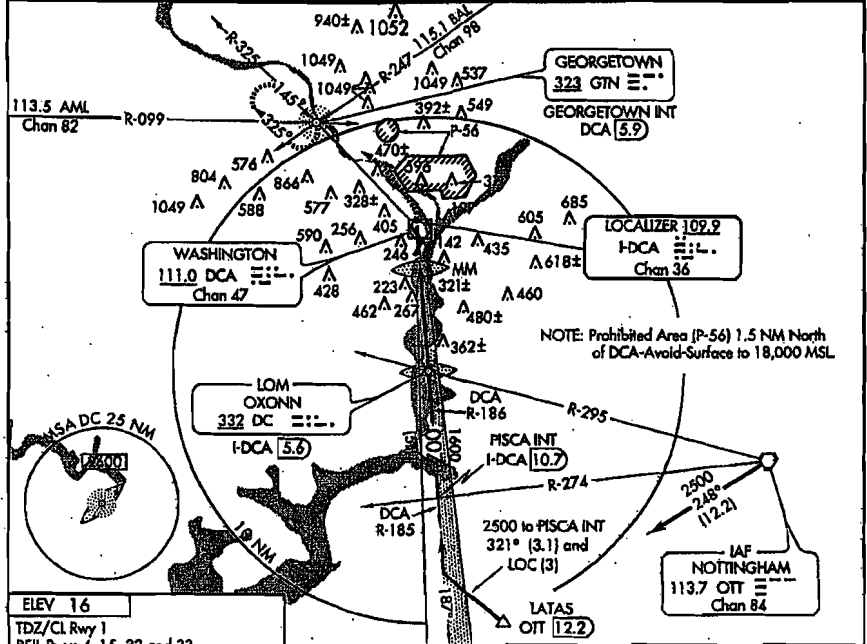 940±
1052
R-325
R-247 115.1 BAL
Chan 98
1049
1049
1049
537
GEORGETOWN
323 GTN
GEORGETOWN INT
DCA 5.9
113.5 AML
Chan 82
R-099
145°
325°
392±
549
P-56
470±
596
576
804
866
1049
588
577
328±
405
590
256
246
142
435
605
685
618±
LOCALIZER 109.9
I-DCA
Chan 36
WASHINGTON
111.0 DCA
Chan 47
MM
428
223
321±
462
267
480±
460
362±
NOTE: Prohibited Area (P-56) 1.5 NM North
of DCA-Avoid-Surface to 18,000 MSL
LOM
OXONN
332 DC
I-DCA 5.6
DCA
R-186
R-295
MSA DC 25 NM
1600
PISCA INT
I-DCA 10.7
R-274
2500
248°
(12.2)
DCA
R-185
10 NM
2500 to PISCA INT
321° (3.1) and
LOC (3)
IAF
NOTTINGHAM
113.7 OTT
Chan 84
LATAS
OTT 12.2
187
ELEV 16
TDZ/CL Rwy 1